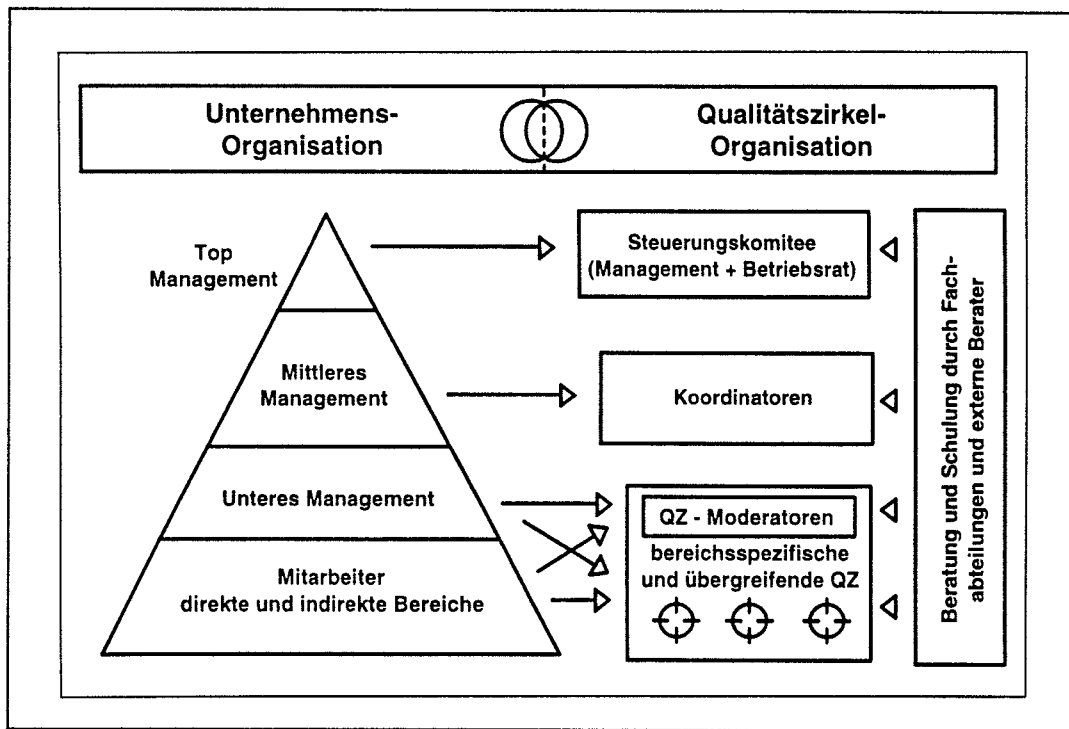 Unternehmens-
Organisation
Qualitätszirkel-
Organisation
Top
Management
Mittleres
Management
Unteres Management
Mitarbeiter
direkte und indirekte Bereiche
Steuerungskomitee
(Management + Betriebsrat)
Koordinatoren
QZ - Moderatoren
bereichsspezifische
und übergreifende QZ
Beratung und Schulung durch Fach-
abteilungen und externe Berater